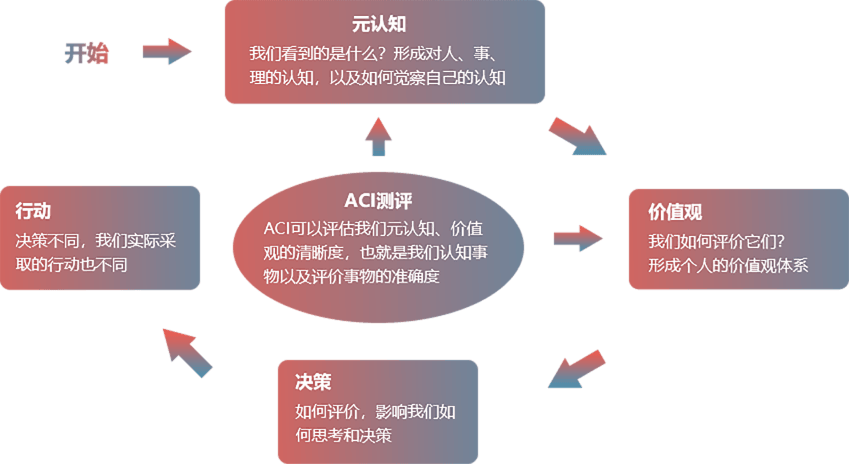 开始
元认知
我们看到的是什么？形成对人、事、
理的认知，以及如何觉察自己的认知
行动
决策不同，我们实际采
取的行动也不同
ACI测评
ACI可以评估我们元认知、价值
观的清晰度，也就是我们认知事
物以及评价事物的准确度
价值观
我们如何评价它们？
形成个人的价值观体系
决策
如何评价，影响我们如
何思考和决策